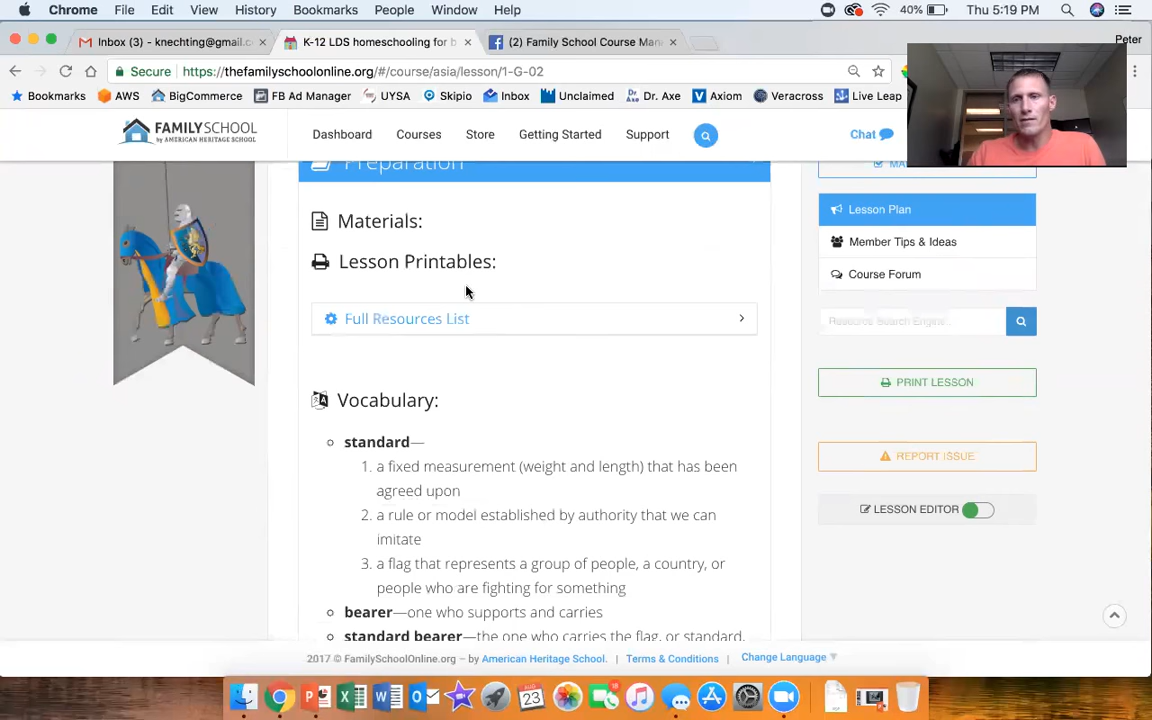 Chrome File Edit View History Bookmarks People Window Help 40% Thu 5:19 PM
Inbox (3) - knechting@gmail.c K-12 LDS homeschooling for b (2) Family School Course Man Peter
Secure https://thefamilyschoolonline.org/#/course/asia/lesson/1-G-02
Bookmarks AWS BigCommerce FB Ad Manager UYSA Skipio Inbox Unclaimed Dr. Axe Axiom Veracross Live Leap
FAMILYSCHOOL
by AMERICAN HERITAGE SCHOOL
Dashboard Courses Store Getting Started Support Chat
Preparation
Materials:
Lesson Printables:
Full Resources List
Vocabulary:
standard—
1. a fixed measurement (weight and length) that has been
agreed upon
2. a rule or model established by authority that we can
imitate
3. a flag that represents a group of people, a country, or
people who are fighting for something
bearer—one who supports and carries
standard bearer—the one who carries the flag, or standard,
Lesson Plan
Member Tips & Ideas
Course Forum
Resource Search Engine...
PRINT LESSON
REPORT ISSUE
LESSON EDITOR
2017 © FamilySchoolOnline.org ~ by American Heritage School. Terms & Conditions Change Language
AUG
23